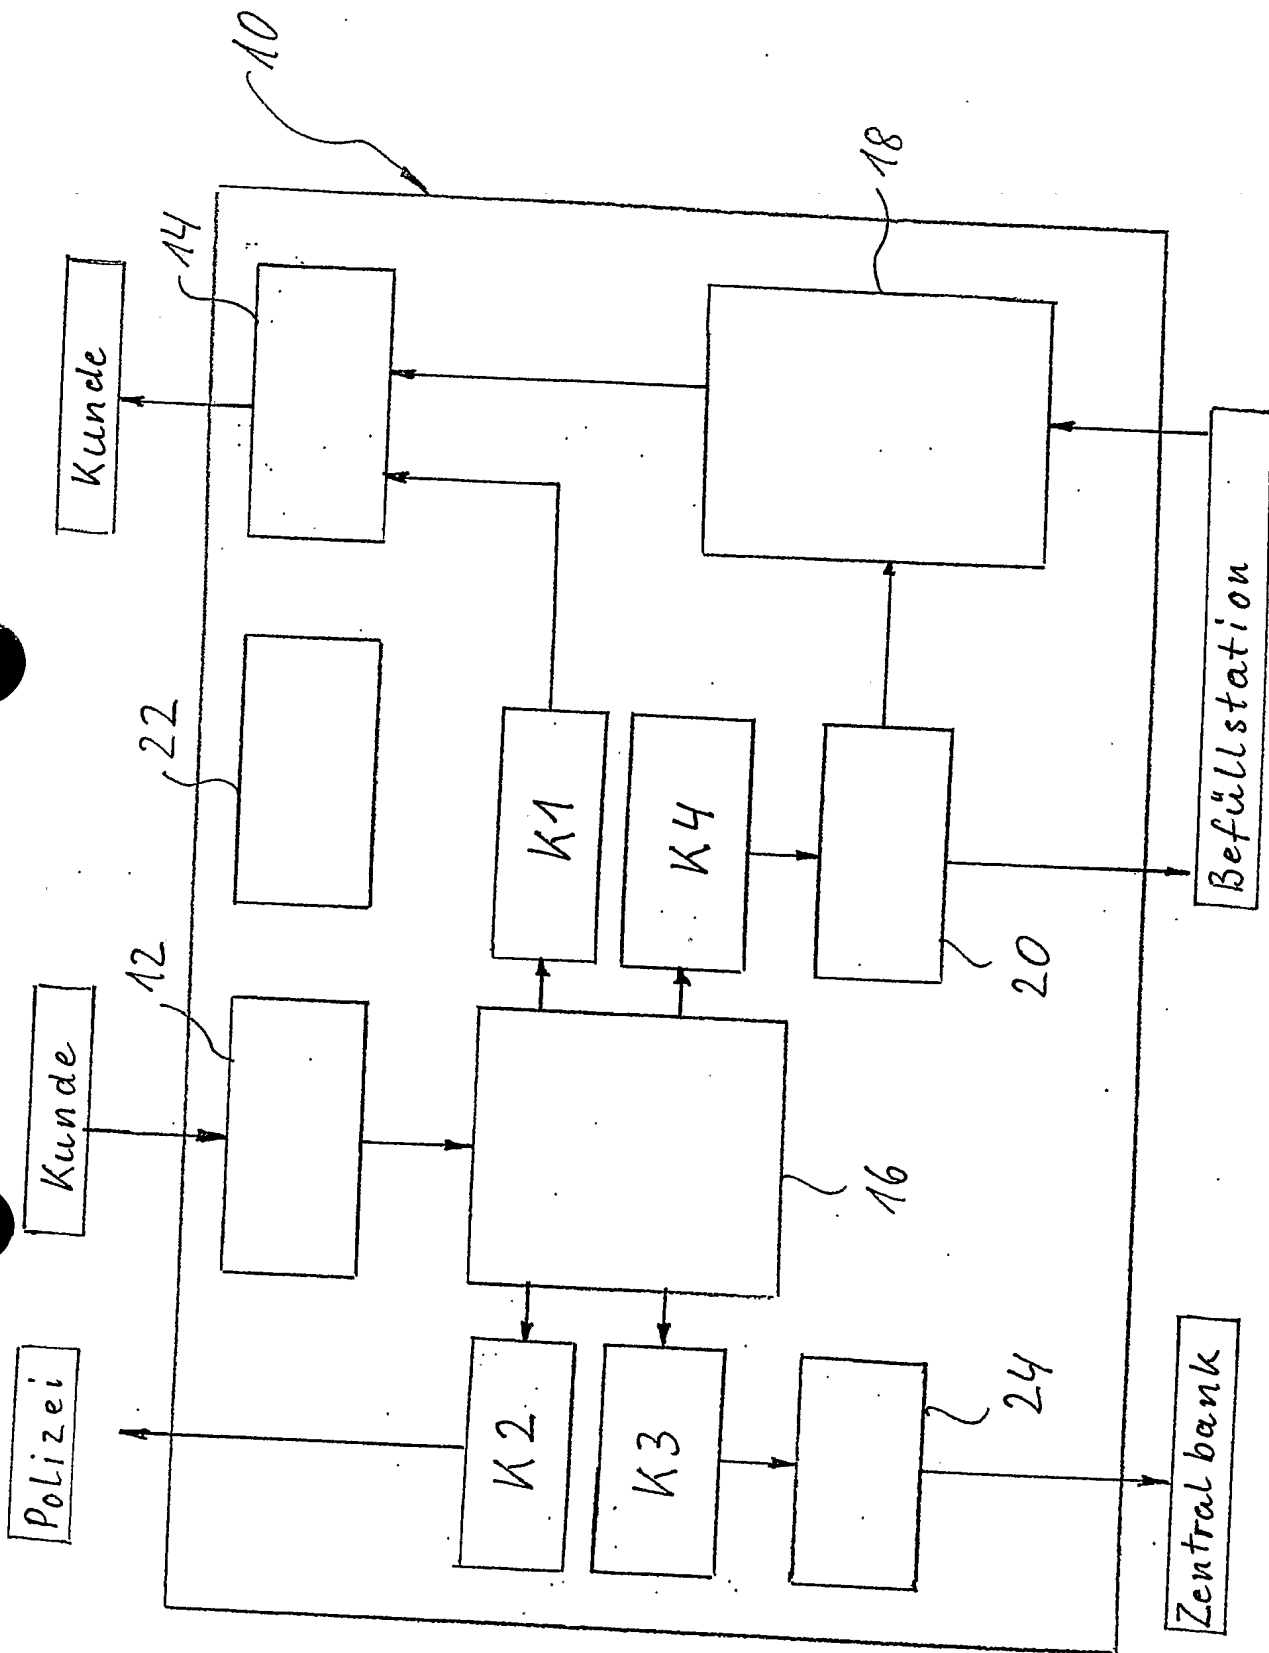 Polizei
Kunde
Kunde
12
22
14
10
K2
K1
K3
K4
16
24
20
18
Zentralbank
Befüllstation